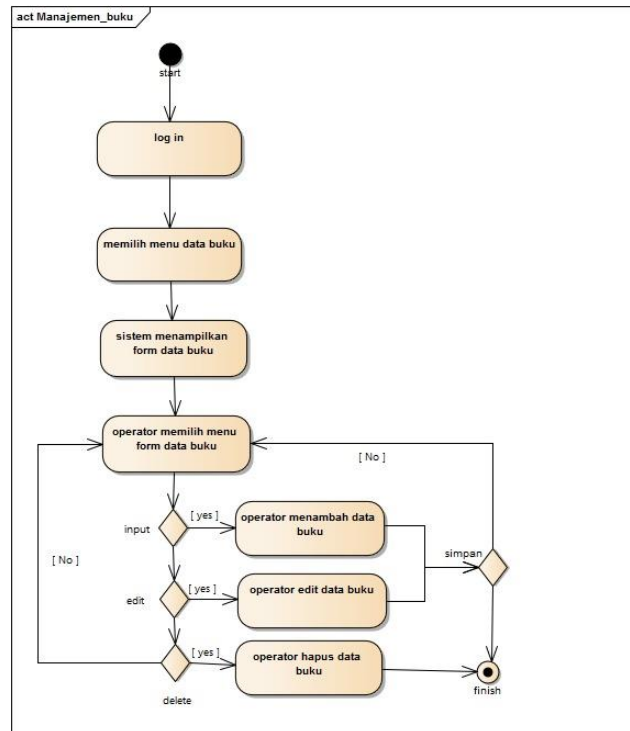 act Manajemen_buku
start
log in
memilih menu data buku
sistem menampilkan
form data buku
operator memilih menu
form data buku
[ No ]
input
[ yes ]
operator menambah data
buku
simpan
[ No ]
edit
[ yes ]
operator edit data buku
delete
[ yes ]
operator hapus data
buku
finish